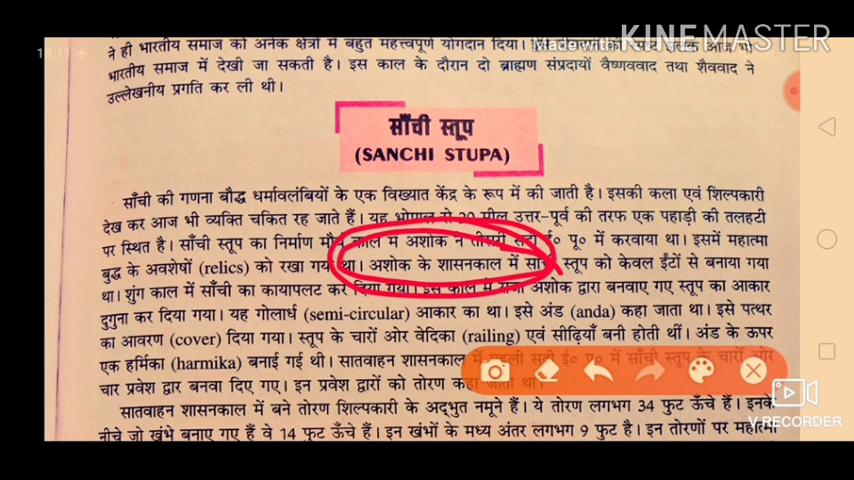 18:11
Made with KINEMASTER
ने ही भारतीय समाज को अनेक क्षेत्रों में बहुत महत्त्वपूर्ण योगदान दिया।
भारतीय समाज में देखी जा सकती है। इस काल के दौरान दो ब्राह्मण संप्रदायों वैष्णववाद तथा शैववाद ने
उल्लेखनीय प्रगति कर ली थी।
साँची स्तूप
(SANCHI STUPA)
साँची की गणना बौद्ध धर्मावलंबियों के एक विख्यात केंद्र के रूप में की जाती है। इसकी कला एवं शिल्पकारी
देख कर आज भी व्यक्ति चकित रह जाते हैं। यह भोपाल से 20 मील उत्तर-पूर्व की तरफ एक पहाड़ी की तलहटी
पर स्थित है। साँची स्तूप का निर्माण मौर्य काल में अशोक ने तीसरी सदी ई० पू० में करवाया था। इसमें महात्मा
बुद्ध के अवशेषों (relics) को रखा गया था। अशोक के शासनकाल में साँची स्तूप को केवल ईंटों से बनाया गया
था। शुंग काल में साँची का कायापलट कर दिया गया। इस काल में राजा अशोक द्वारा बनवाए गए स्तूप का आकार
दुगुना कर दिया गया। यह गोलार्ध (semi-circular) आकार का था। इसे अंड (anda) कहा जाता था। इसे पत्थर
का आवरण (cover) दिया गया। स्तूप के चारों ओर वेदिका (railing) एवं सीढ़ियाँ बनी होती थीं। अंड के ऊपर
एक हर्मिका (harmika) बनाई गई थी। सातवाहन शासनकाल में पहली सदी ई० पू० में साँची स्तूप के चारों ओर
चार प्रवेश द्वार बनवा दिए गए। इन प्रवेश द्वारों को तोरण कहा जाता था।
सातवाहन शासनकाल में बने तोरण शिल्पकारी के अद्भुत नमूने हैं। ये तोरण लगभग 34 फुट ऊँचे हैं। इनके
नीचे जो खंभे बनाए गए हैं वे 14 फुट ऊँचे हैं। इन खंभों के मध्य अंतर लगभग 9 फुट है। इन तोरणों पर महात्मा
V RECORDER